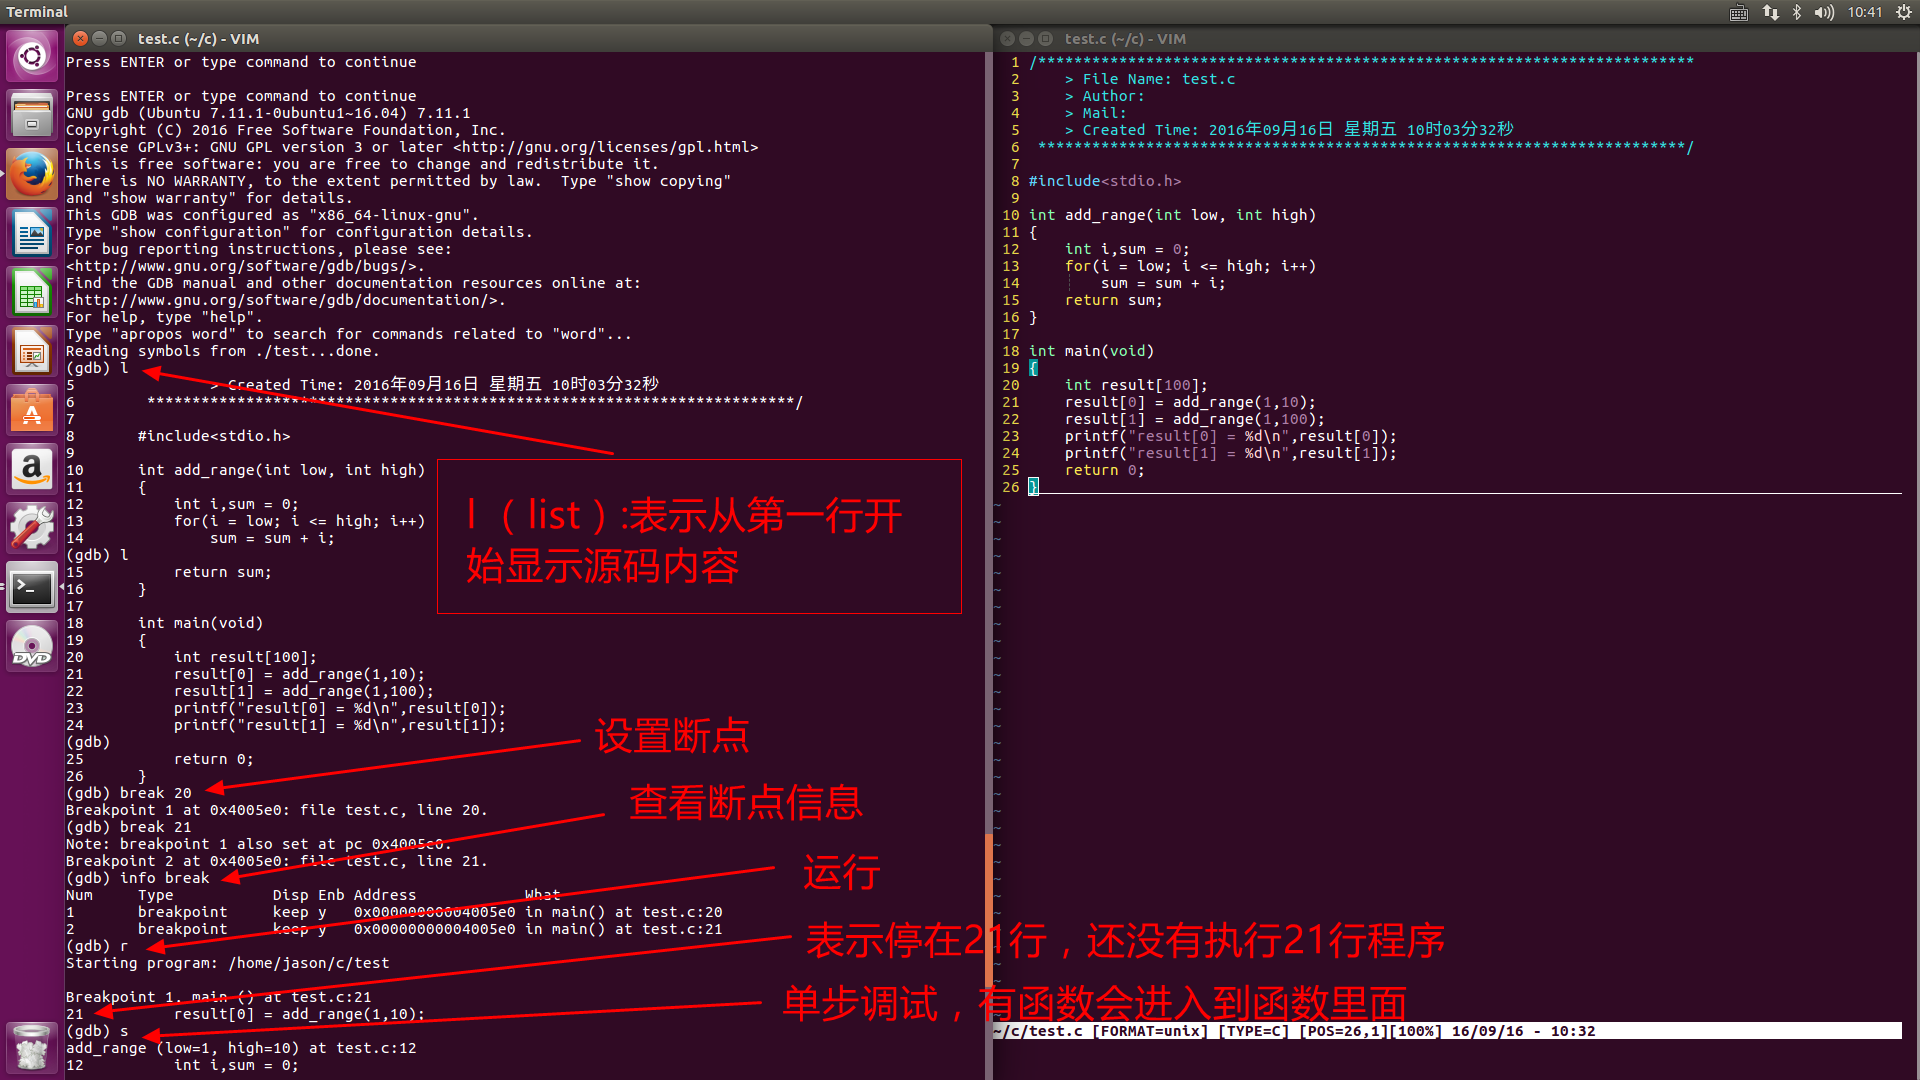 Terminal
10:41
test.c (~/c) - VIM
Press ENTER or type command to continue
Press ENTER or type command to continue
GNU gdb (Ubuntu 7.11.1-0ubuntu1~16.04) 7.11.1
Copyright (C) 2016 Free Software Foundation, Inc.
License GPLv3+: GNU GPL version 3 or later <http://gnu.org/licenses/gpl.html>
This is free software: you are free to change and redistribute it.
There is NO WARRANTY, to the extent permitted by law.  Type "show copying"
and "show warranty" for details.
This GDB was configured as "x86_64-linux-gnu".
Type "show configuration" for configuration details.
For bug reporting instructions, please see:
<http://www.gnu.org/software/gdb/bugs/>.
Find the GDB manual and other documentation resources online at:
<http://www.gnu.org/software/gdb/documentation/>.
For help, type "help".
Type "apropos word" to search for commands related to "word"...
Reading symbols from ./test...done.
(gdb) l
5               > Created Time: 2016年09月16日 星期五 10时03分32秒
6        ************************************************************************/
7
8       #include<stdio.h>
9
10      int add_range(int low, int high)
11      {
12          int i,sum = 0;
13          for(i = low; i <= high; i++)
14              sum = sum + i;
(gdb) l
15          return sum;
16      }
17
18      int main(void)
19      {
20          int result[100];
21          result[0] = add_range(1,10);
22          result[1] = add_range(1,100);
23          printf("result[0] = %d\n",result[0]);
24          printf("result[1] = %d\n",result[1]);
(gdb)
25          return 0;
26      }
(gdb) break 20
Breakpoint 1 at 0x4005e0: file test.c, line 20.
(gdb) break 21
Note: breakpoint 1 also set at pc 0x4005e0.
Breakpoint 2 at 0x4005e0: file test.c, line 21.
(gdb) info break
Num     Type           Disp Enb Address            What
1       breakpoint     keep y   0x00000000004005e0 in main() at test.c:20
2       breakpoint     keep y   0x00000000004005e0 in main() at test.c:21
(gdb) r
Starting program: /home/jason/c/test
Breakpoint 1, main () at test.c:21
21          result[0] = add_range(1,10);
(gdb) s
add_range (low=1, high=10) at test.c:12
12          int i,sum = 0;
l （list）:表示从第一行开
始显示源码内容
设置断点
查看断点信息
运行
表示停在21行，还没有执行21行程序
单步调试，有函数会进入到函数里面
test.c (~/c) - VIM
1 /*************************************************************************
2     > File Name: test.c
3     > Author:
4     > Mail:
5     > Created Time: 2016年09月16日 星期五 10时03分32秒
6  ************************************************************************/
7
8 #include<stdio.h>
9
10 int add_range(int low, int high)
11 {
12     int i,sum = 0;
13     for(i = low; i <= high; i++)
14         sum = sum + i;
15     return sum;
16 }
17
18 int main(void)
19 {
20     int result[100];
21     result[0] = add_range(1,10);
22     result[1] = add_range(1,100);
23     printf("result[0] = %d\n",result[0]);
24     printf("result[1] = %d\n",result[1]);
25     return 0;
26 }
~/c/test.c [FORMAT=unix] [TYPE=C] [POS=26,1][100%] 16/09/16 - 10:32
a
DVD